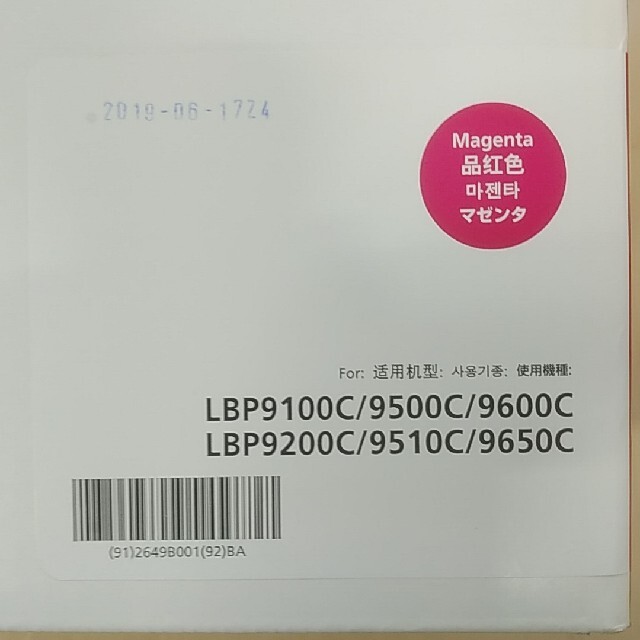 2019-06-17Z4
Magenta
品红色
마젠타
マゼンタ
For: 适用机型: 사용기종: 使用機種:
LBP9100C/9500C/9600C
LBP9200C/9510C/9650C
(91)2649B001(92)BA